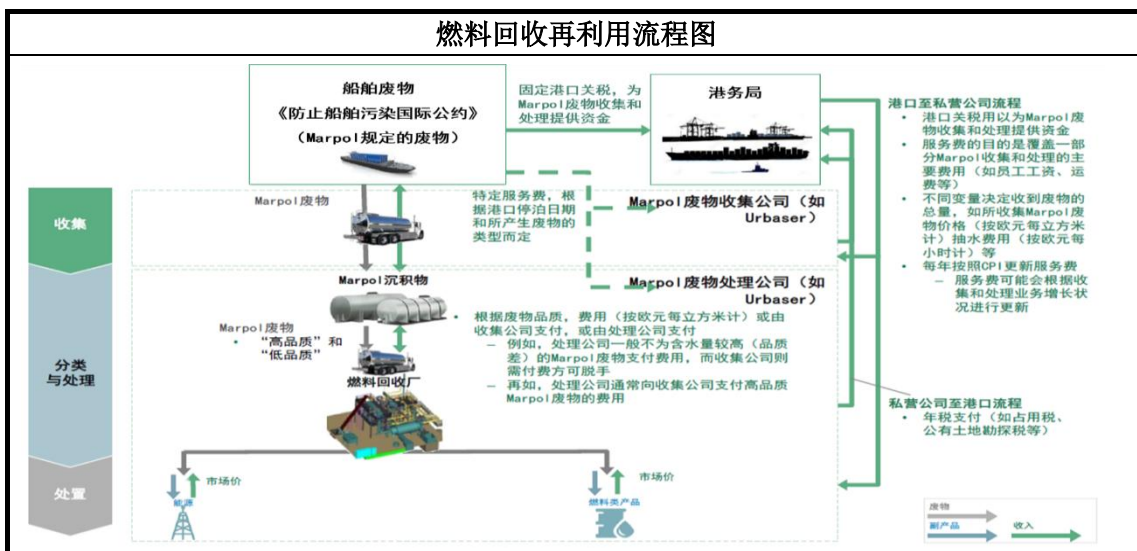 燃料回收再利用流程图
船舶废物
《防止船舶污染国际公约》
（Marpol规定的废物）
固定港口关税，为
Marpol废物收集和
处理提供资金
港务局
港口至私营公司流程
• 港口关税用以为Marpol废
物收集和处理提供资金
• 服务费的目的是覆盖一部
分Marpol收集和处理的主
要费用（如员工工资、运
费等）
• 不同变量决定收到废物的
总量，如所收集Marpol废
物价格（按欧元每立方米
计）抽水费用（按欧元每
小时计）等
• 每年按照CPI更新服务费
– 服务费可能会根据收
集和处理业务增长状
况进行更新
收集
Marpol废物
特定服务费，根
据港口停泊日期
和所产生废物的
类型而定
Marpol废物收集公司（如
Urbaser）
Marpol沉积物
Marpol废物处理公司（如
Urbaser）
分类
与处理
Marpol废物
• “高品质”和
“低品质”
• 根据废物品质，费用（按欧元每立方米计）或由
收集公司支付，或由处理公司支付
– 例如，处理公司一般不为含水量较高（品质
差）的Marpol废物支付费用，而收集公司则
需付费方可脱手
– 再如，处理公司通常向收集公司支付高品质
Marpol废物的费用
燃料回收厂
私营公司至港口流程
• 年税支付（如占用税、
公有土地勘探税等）
处置
市场价
能源
市场价
燃料类产品
废物
副产品
收入